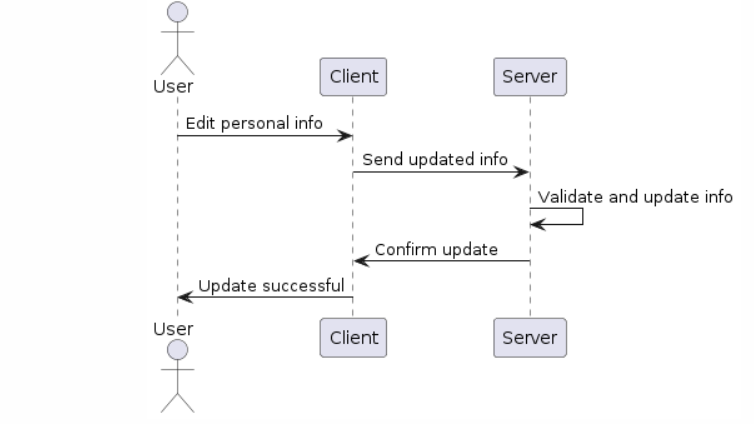 User
Client
Server
Edit personal info
Send updated info
Validate and update info
Confirm update
Update successful
User
Client
Server